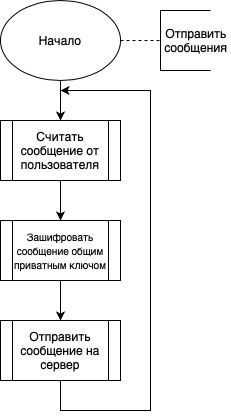 Начало
Отправить
сообщения
Считать
сообщение от
пользователя
Зашифровать
сообщение общим
приватным ключом
Отправить
сообщение на
сервер